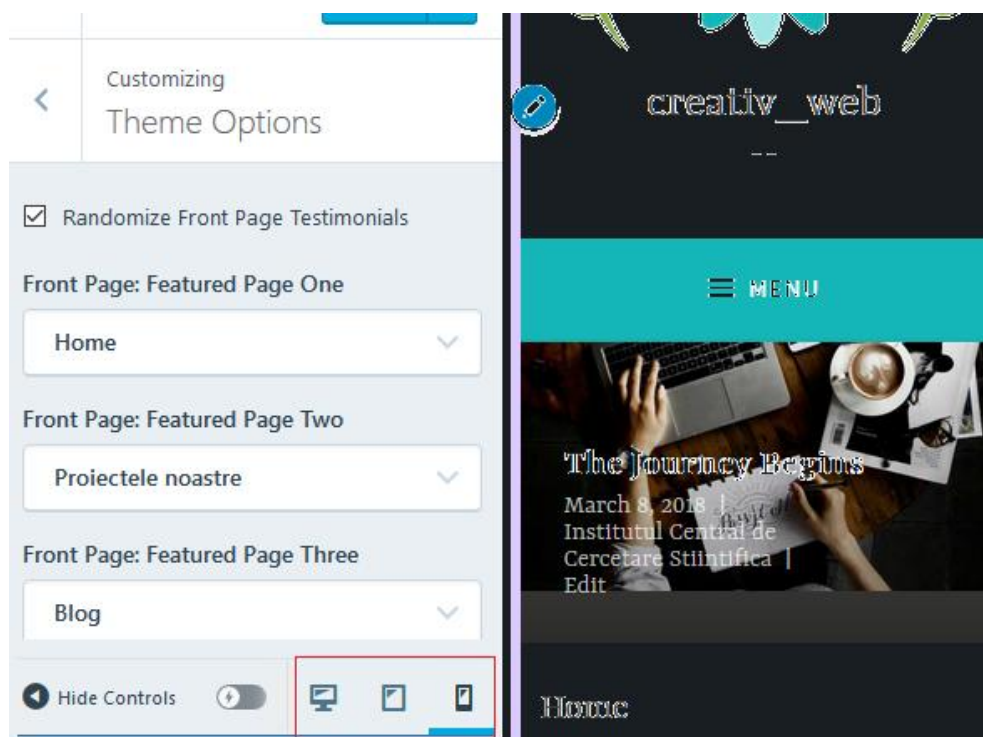 Customizing
Theme Options
Randomize Front Page Testimonials
Front Page: Featured Page One
Home
Front Page: Featured Page Two
Proiectele noastre
Front Page: Featured Page Three
Blog
Hide Controls
creativ_web
--
MENU
The Journey Begins
March 8, 2018 |
Institutul Central de
Cercetare Stiintifica |
Edit
Home